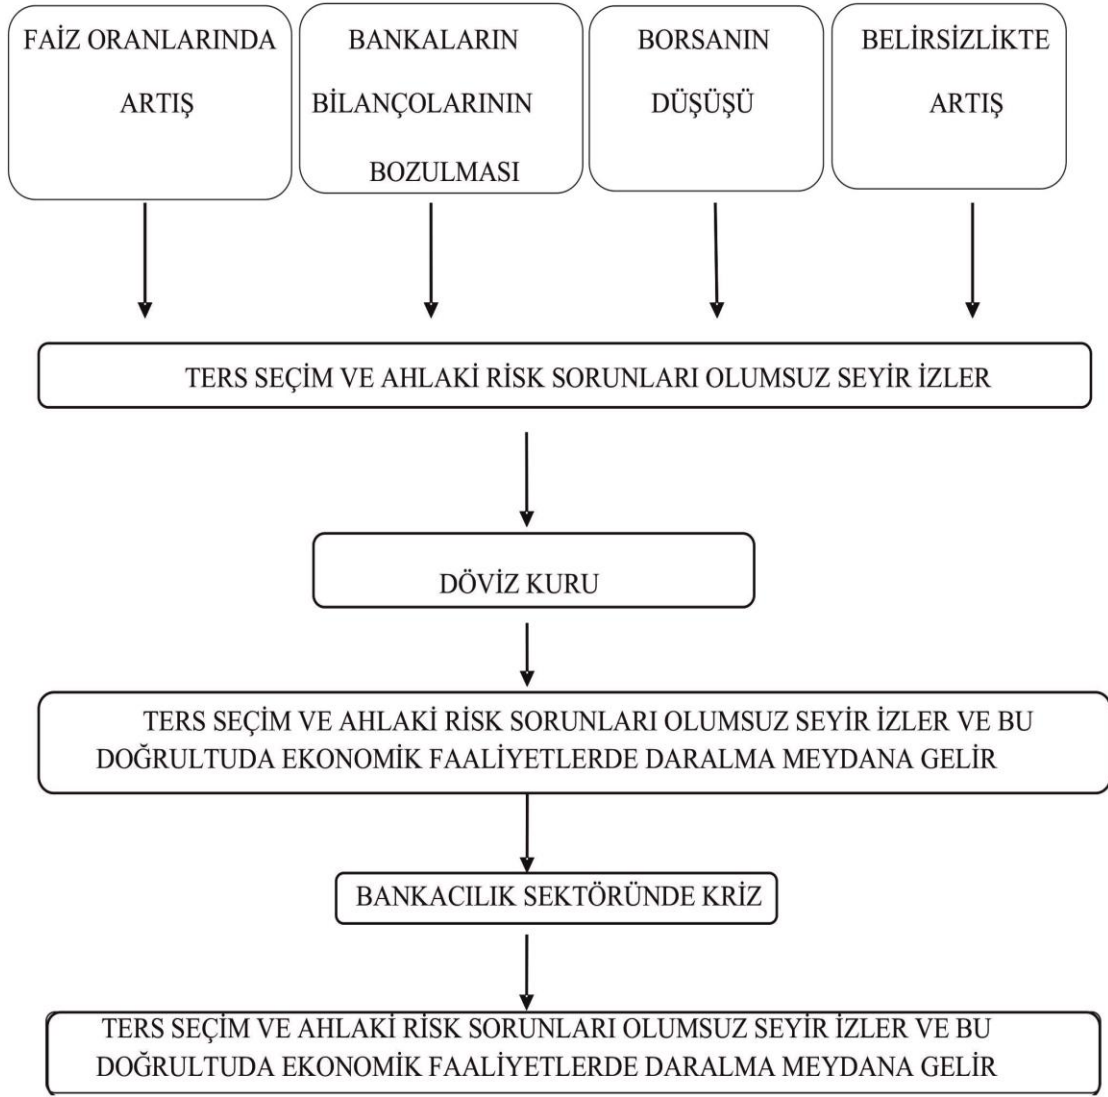 FAİZ ORANLARINDA
ARTIŞ
BANKALARIN
BİLANÇOLARININ
BOZULMASI
BORSANIN
DÜŞÜŞÜ
BELİRSİZLİKTE
ARTIŞ
TERS SEÇİM VE AHLAKİ RİSK SORUNLARI OLUMSUZ SEYİR İZLER
DÖVİZ KURU
TERS SEÇİM VE AHLAKİ RİSK SORUNLARI OLUMSUZ SEYİR İZLER VE BU
DOĞRULTUDA EKONOMİK FAALİYETLERDE DARALMA MEYDANA GELİR
BANKACILIK SEKTÖRÜNDE KRİZ
TERS SEÇİM VE AHLAKİ RİSK SORUNLARI OLUMSUZ SEYİR İZLER VE BU
DOĞRULTUDA EKONOMİK FAALİYETLERDE DARALMA MEYDANA GELİR